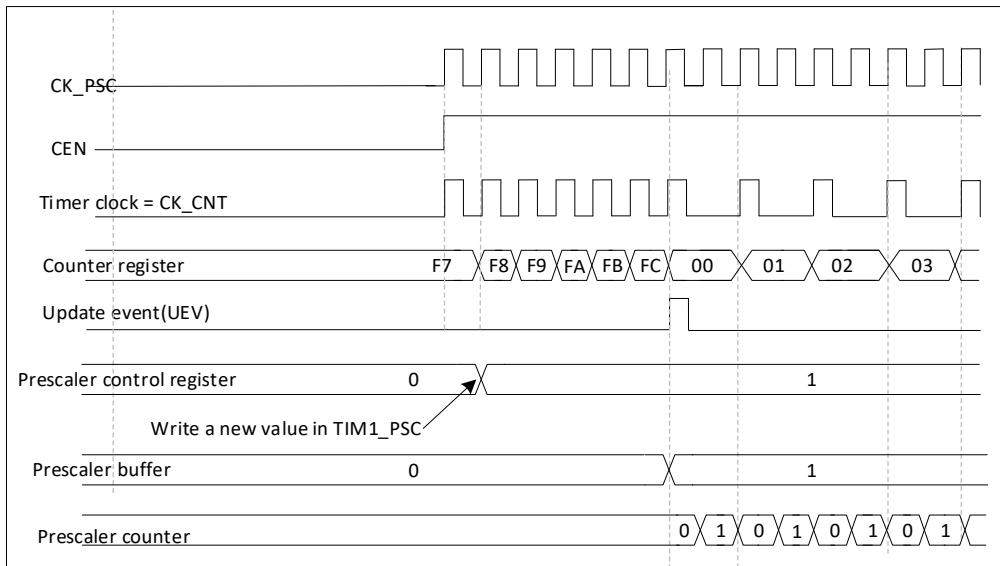 CK_PSC
CEN
Timer clock = CK_CNT
Counter register F7 F8 F9 FA FB FC 00 01 02 03
Update event(UEV)
Prescaler control register 0 1
Write a new value in TIM1_PSC
Prescaler buffer 0 1
Prescaler counter 0 1 0 1 0 1 0 1